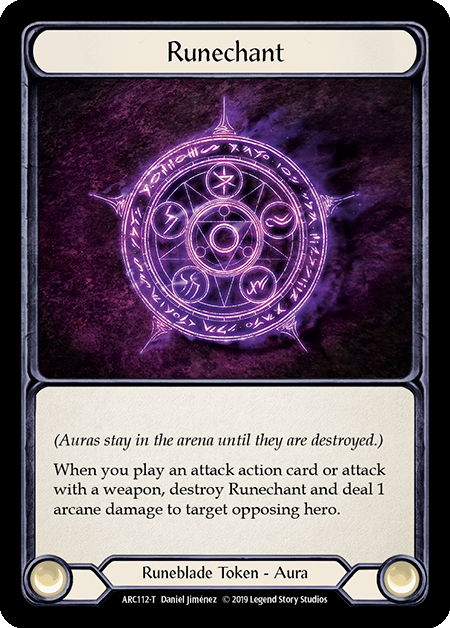 Runechant
(Auras stay in the arena until they are destroyed.)
When you play an attack action card or attack
with a weapon, destroy Runechant and deal 1
arcane damage to target opposing hero.
Runeblade Token - Aura
ARC112-T Daniel Jiménez © 2019 Legend Story Studios